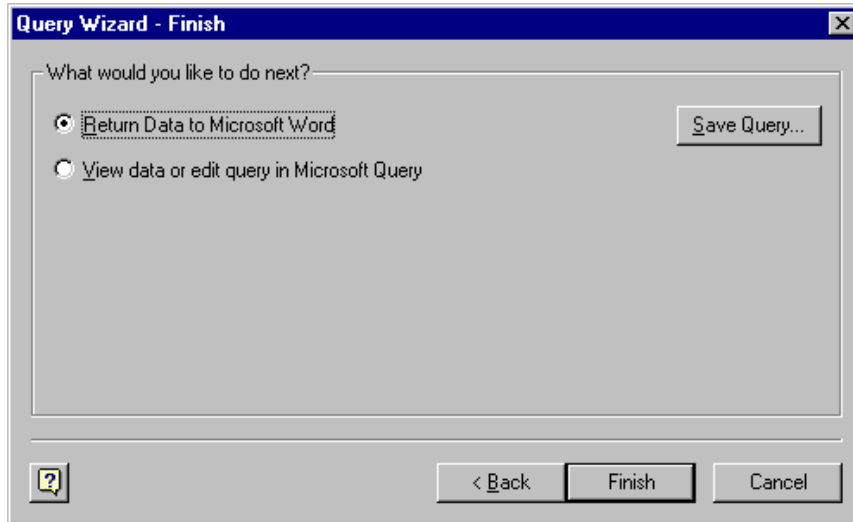 Query Wizard - Finish
What would you like to do next?
Return Data to Microsoft Word
Save Query...
View data or edit query in Microsoft Query
?
< Back
Finish
Cancel